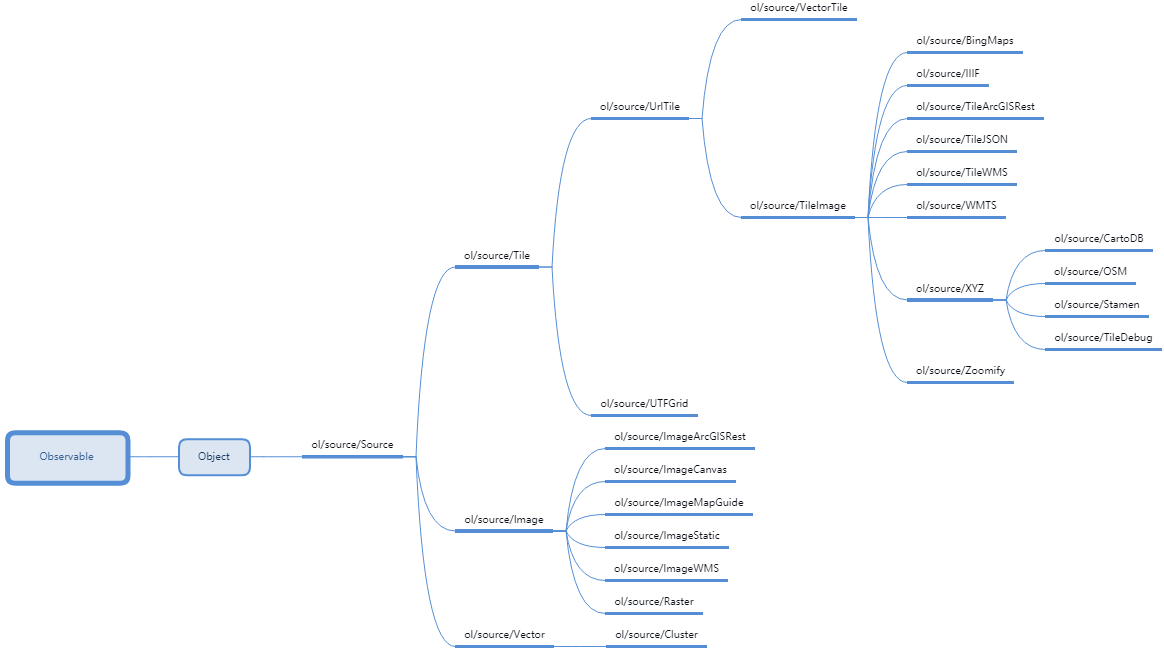 ol/source/VectorTile
ol/source/BingMaps
ol/source/IIIF
ol/source/UrlTile
ol/source/TileArcGISRest
ol/source/TileJSON
ol/source/TileWMS
ol/source/TileImage
ol/source/WMTS
ol/source/CartoDB
ol/source/Tile
ol/source/OSM
ol/source/XYZ
ol/source/Stamen
ol/source/TileDebug
ol/source/Zoomify
ol/source/UTFGrid
ol/source/ImageArcGISRest
ol/source/Source
Observable
Object
ol/source/ImageCanvas
ol/source/ImageMapGuide
ol/source/Image
ol/source/ImageStatic
ol/source/ImageWMS
ol/source/Raster
ol/source/Vector
ol/source/Cluster